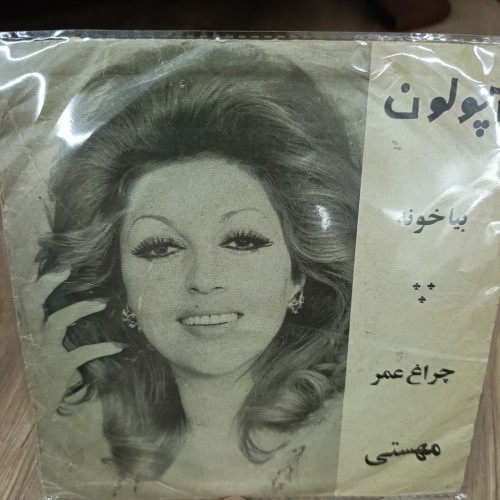 آپولون
بیا خونه
چراغ عمر
مهستی